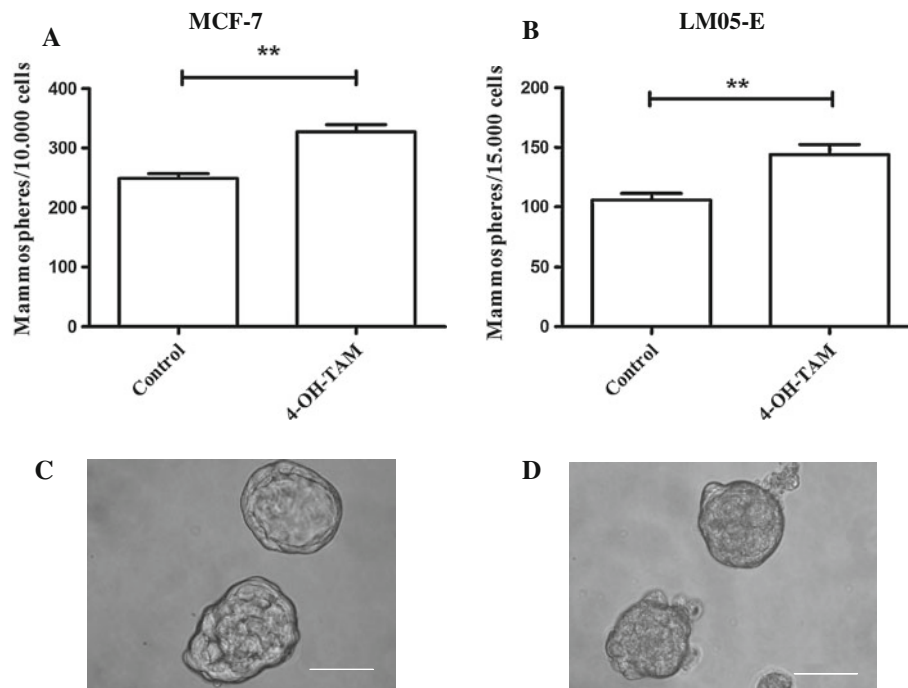 A
MCF-7
**
Mammospheres/10.000 cells
400
300
200
100
0
Control
4-OH-TAM
B
LM05-E
**
Mammospheres/15.000 cells
200
150
100
50
0
Control
4-OH-TAM
C
D